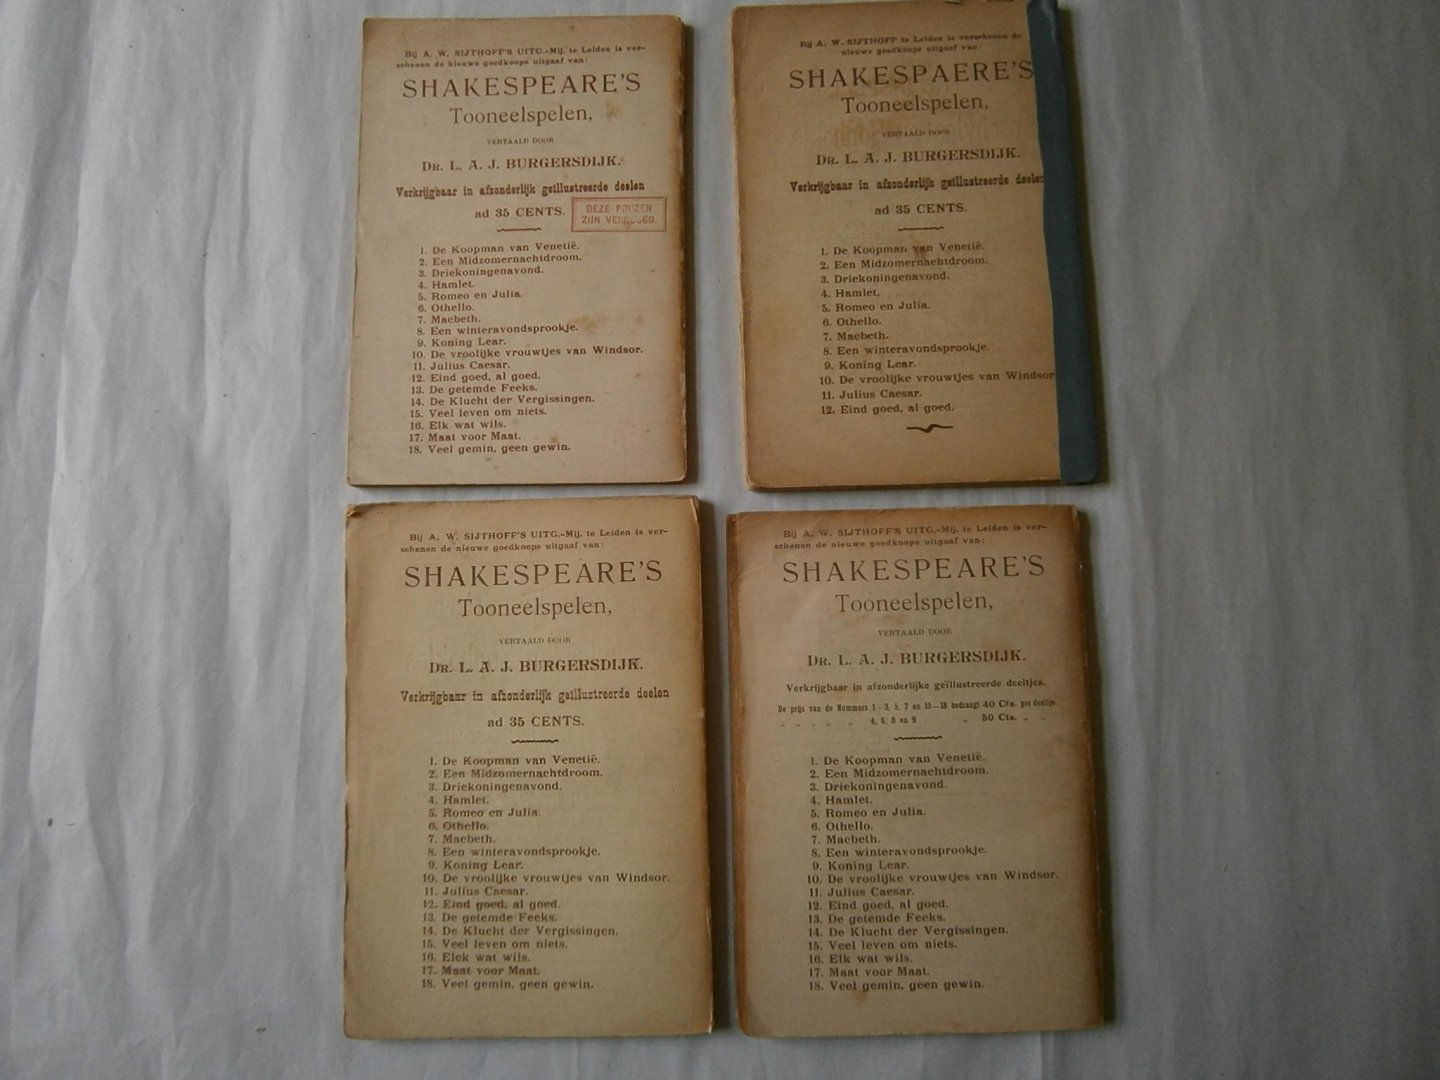 Bij A. W. SIJTHOFF'S UITG.-Mij. te Leiden is ver-
schenen de nieuwe goedkoope uitgaaf van:
SHAKESPEARE'S
Tooneelspelen,
VERTAALD DOOR
DR. L. A. J. BURGERSDIJK.
Verkrijgbaar in afzonderlijk geïllustreerde deelen
ad 35 CENTS.
DEZE PRIJZEN
ZIJN VERHOOGD.
1. De Koopman van Venetië.
2. Een Midzomernachtdroom.
3. Driekoningenavond.
4. Hamlet.
5. Romeo en Julia.
6. Othello.
7. Macbeth.
8. Een winteravondsprookje.
9. Koning Lear.
10. De vroolijke vrouwtjes van Windsor.
11. Julius Caesar.
12. Eind goed, al goed.
13. De getemde Feeks.
14. De Klucht der Vergissingen.
15. Veel leven om niets.
16. Elk wat wils.
17. Maat voor Maat.
18. Veel gemin, geen gewin.
Bij A. W. SIJTHOFF te Leiden is verschenen de
nieuwe goedkoope uitgaaf van:
SHAKESPAERE'S
Tooneelspelen,
VERTAALD DOOR
DR. L. A. J. BURGERSDIJK.
Verkrijgbaar in afzonderlijk geïllustreerde deelen
ad 35 CENTS.
1. De Koopman van Venetië.
2. Een Midzomernachtdroom.
3. Driekoningenavond.
4. Hamlet.
5. Romeo en Julia.
6. Othello.
7. Macbeth.
8. Een winteravondsprookje.
9. Koning Lear.
10. De vroolijke vrouwtjes van Windsor
11. Julius Caesar.
12. Eind goed, al goed.
Bij A. W. SIJTHOFF'S UITG.-Mij. te Leiden is ver-
schenen de nieuwe goedkoope uitgaaf van:
SHAKESPEARE'S
Tooneelspelen,
VERTAALD DOOR
DR. L. A. J. BURGERSDIJK.
Verkrijgbaar in afzonderlijk geïllustreerde deelen
ad 35 CENTS.
1. De Koopman van Venetië.
2. Een Midzomernachtdroom.
3. Driekoningenavond.
4. Hamlet.
5. Romeo en Julia.
6. Othello.
7. Macbeth.
8. Een winteravondsprookje.
9. Koning Lear.
10. De vroolijke vrouwtjes van Windsor.
11. Julius Caesar.
12. Eind goed, al goed.
13. De getemde Feeks.
14. De Klucht der Vergissingen.
15. Veel leven om niets.
16. Elck wat wils.
17. Maat voor Maat.
18. Veel gemin, geen gewin.
Bij A. W. SIJTHOFF'S UITG.-Mij. te Leiden is ver-
schenen de nieuwe goedkoope uitgaaf van:
SHAKESPEARE'S
Tooneelspelen,
VERTAALD DOOR
DR. L. A. J. BURGERSDIJK.
Verkrijgbaar in afzonderlijke geïllustreerde deeltjes.
De prijs van de Nummers 1-3, 5, 7 en 10-18 bedraagt 40 Cts. per deeltje.
" " " " " 4, 6, 8 en 9 " 50 Cts. " "
1. De Koopman van Venetië.
2. Een Midzomernachtdroom.
3. Driekoningenavond.
4. Hamlet.
5. Romeo en Julia.
6. Othello.
7. Macbeth.
8. Een winteravondsprookje.
9. Koning Lear.
10. De vroolijke vrouwtjes van Windsor.
11. Julius Caesar.
12. Eind goed, al goed.
13. De getemde Feeks.
14. De Klucht der Vergissingen.
15. Veel leven om niets.
16. Elk wat wils.
17. Maat voor Maat.
18. Veel gemin, geen gewin.